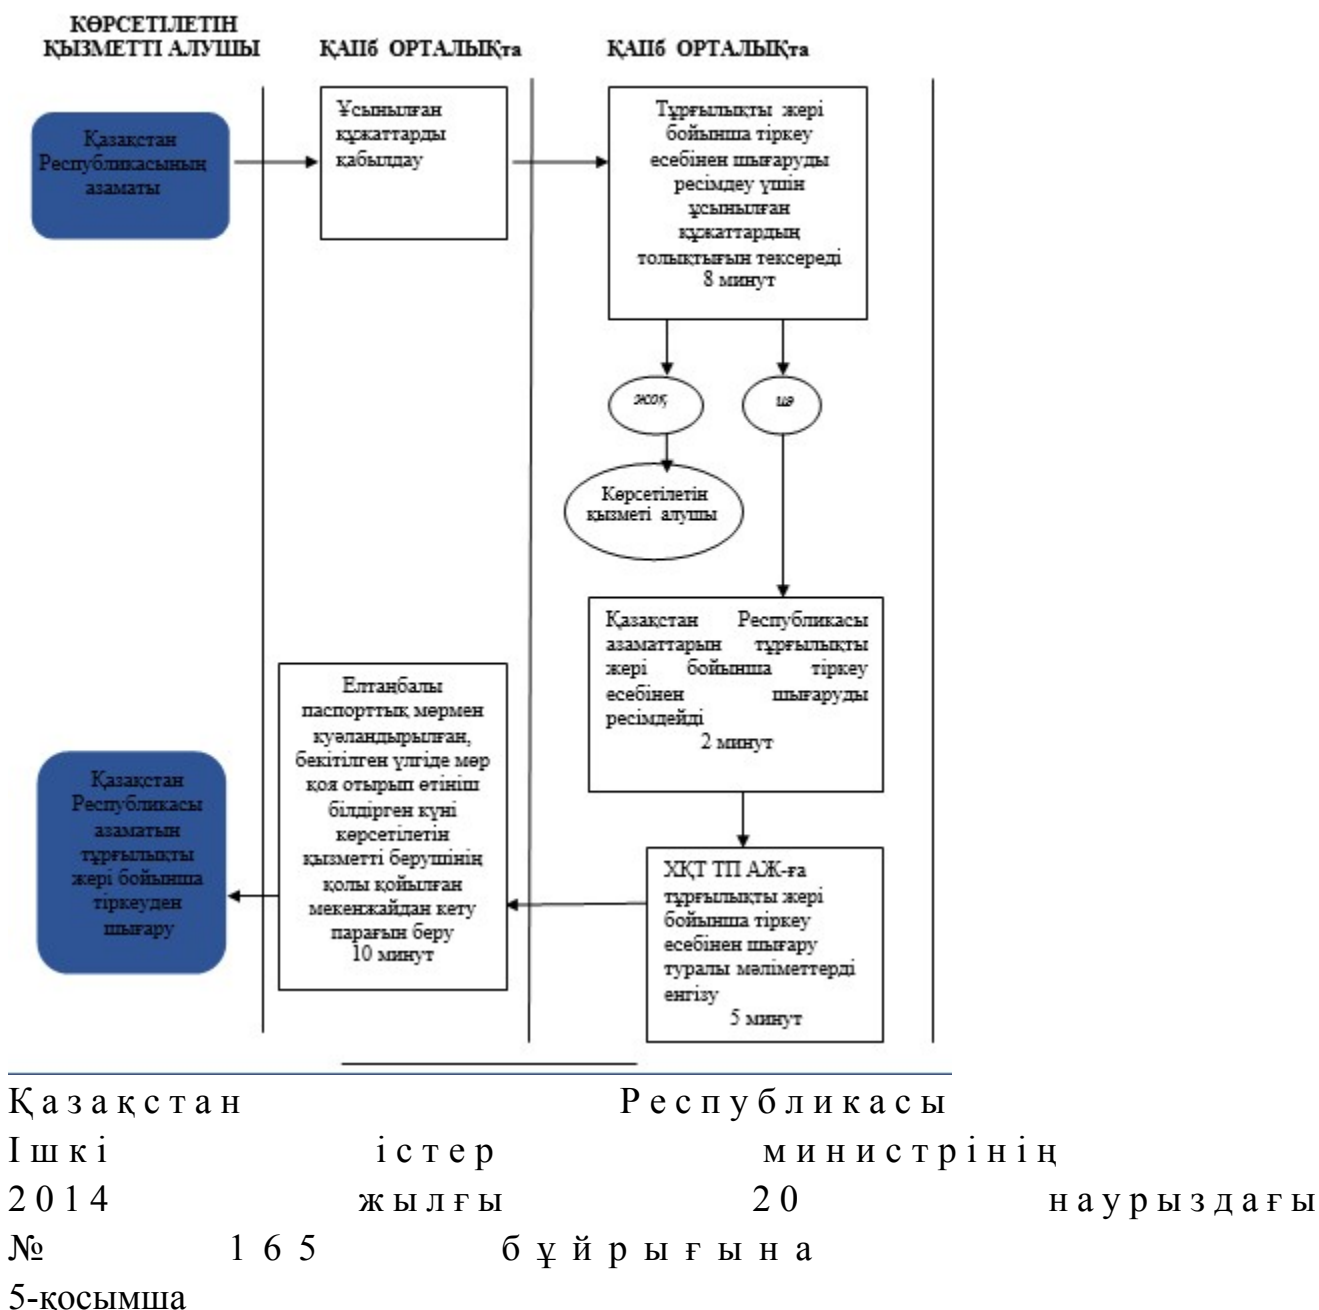 КӨРСЕТІЛЕТІН
ҚЫЗМЕТТІ АЛУШЫ
ҚАПб ОРТАЛЫҚта
ҚАПб ОРТАЛЫҚта
Қазақстан
Республикасының
азаматы
Ұсынылған
құжаттарды
қабылдау
Тұрғылықты жері
бойынша тіркеу
есебінен шығаруды
ресімдеу үшін
ұсынылған
құжаттардың
толықтығын тексереді
8 минут
жоқ
иә
Көрсетілетін
қызметі алушы
Қазақстан Республикасы
азаматтарын тұрғылықты
жері бойынша тіркеу
есебінен шығаруды
ресімдейді
2 минут
ХҚТ ТП АЖ-ға
тұрғылықты жері
бойынша тіркеу
есебінен шығару
туралы мәліметтерді
енгізу
5 минут
Елтаңбалы
паспорттық мөрмен
куәландырылған,
бекітілген үлгіде мөр
қоя отырып өтініш
білдірген күні
көрсетілетін
қызметті берушінің
қолы қойылған
мекенжайдан кету
парағын беру
10 минут
Қазақстан
Республикасы
азаматын
тұрғылықты
жері бойынша
тіркеуден
шығару
Қазақстан Республикасы
Ішкі істер министрінің
2014 жылғы 20 наурыздағы
№ 165 бұйрығына
5-қосымша